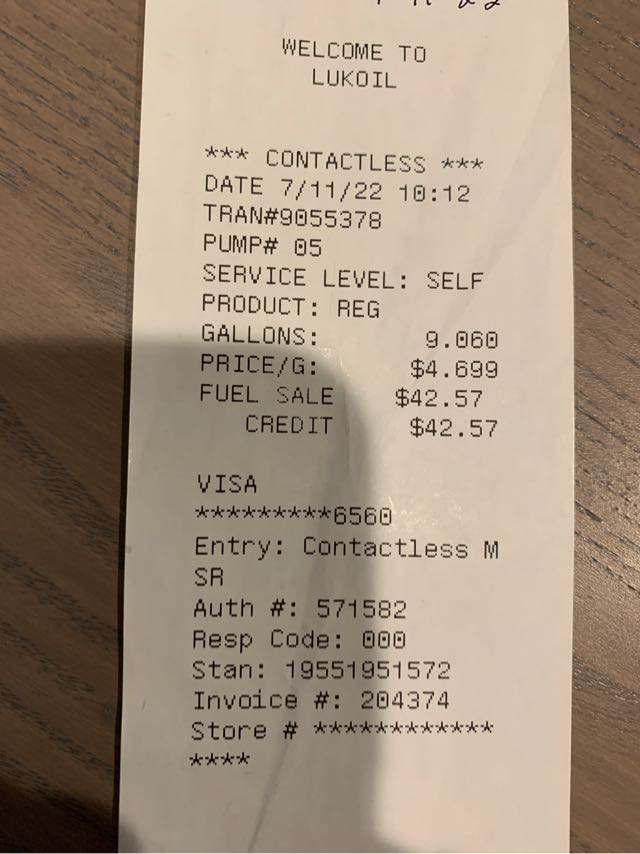 WELCOME TO
LUKOIL
*** CONTACTLESS ***
DATE 7/11/22 10:12
TRAN#9055378
PUMP# 05
SERVICE LEVEL: SELF
PRODUCT: REG
GALLONS: 9.060
PRICE/G: $4.699
FUEL SALE $42.57
CREDIT $42.57
VISA
*********6560
Entry: Contactless M
SR
Auth #: 571582
Resp Code: 000
Stan: 19551951572
Invoice #: 204374
Store # ************
****